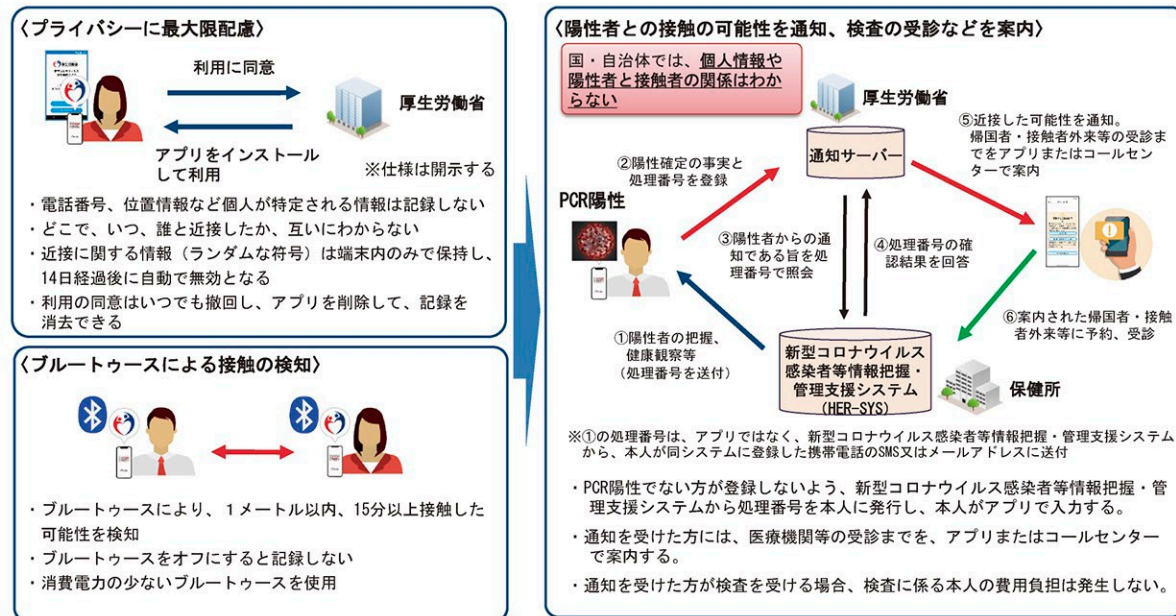 〈プライバシーに最大限配慮〉
利用に同意
厚生労働省
アプリをインストール
して利用
※仕様は開示する
・電話番号、位置情報など個人が特定される情報は記録しない
・どこで、いつ、誰と近接したか、互いにわからない
・近接に関する情報（ランダムな符号）は端末内のみで保持し、
14日経過後に自動で無効となる
・利用の同意はいつでも撤回し、アプリを削除して、記録を
消去できる
〈ブルートゥースによる接触の検知〉
・ブルートゥースにより、１メートル以内、15分以上接触した
可能性を検知
・ブルートゥースをオフにすると記録しない
・消費電力の少ないブルートゥースを使用
〈陽性者との接触の可能性を通知、検査の受診などを案内〉
国・自治体では、個人情報や
陽性者と接触者の関係はわか
らない
厚生労働省
通知サーバー
②陽性確定の事実と
処理番号を登録
PCR陽性
③陽性者からの通
知である旨を処
理番号で照会
④処理番号の確
認結果を回答
⑤近接した可能性を通知。
帰国者・接触者外来等の受診ま
でをアプリまたはコールセン
ターで案内
①陽性者の把握、
健康観察等
（処理番号を送付）
新型コロナウイルス
感染者等情報把握・
管理支援システム
(HER-SYS)
⑥案内された帰国者・接触
者外来等に予約、受診
保健所
※①の処理番号は、アプリではなく、新型コロナウイルス感染者等情報把握・管理支援システム
から、本人が同システムに登録した携帯電話のSMS又はメールアドレスに送付
・PCR陽性でない方が登録しないよう、新型コロナウイルス感染者等情報把握・管
理支援システムから処理番号を本人に発行し、本人がアプリで入力する。
・通知を受けた方には、医療機関等の受診までを、アプリまたはコールセンター
で案内する。
・通知を受けた方が検査を受ける場合、検査に係る本人の費用負担は発生しない。